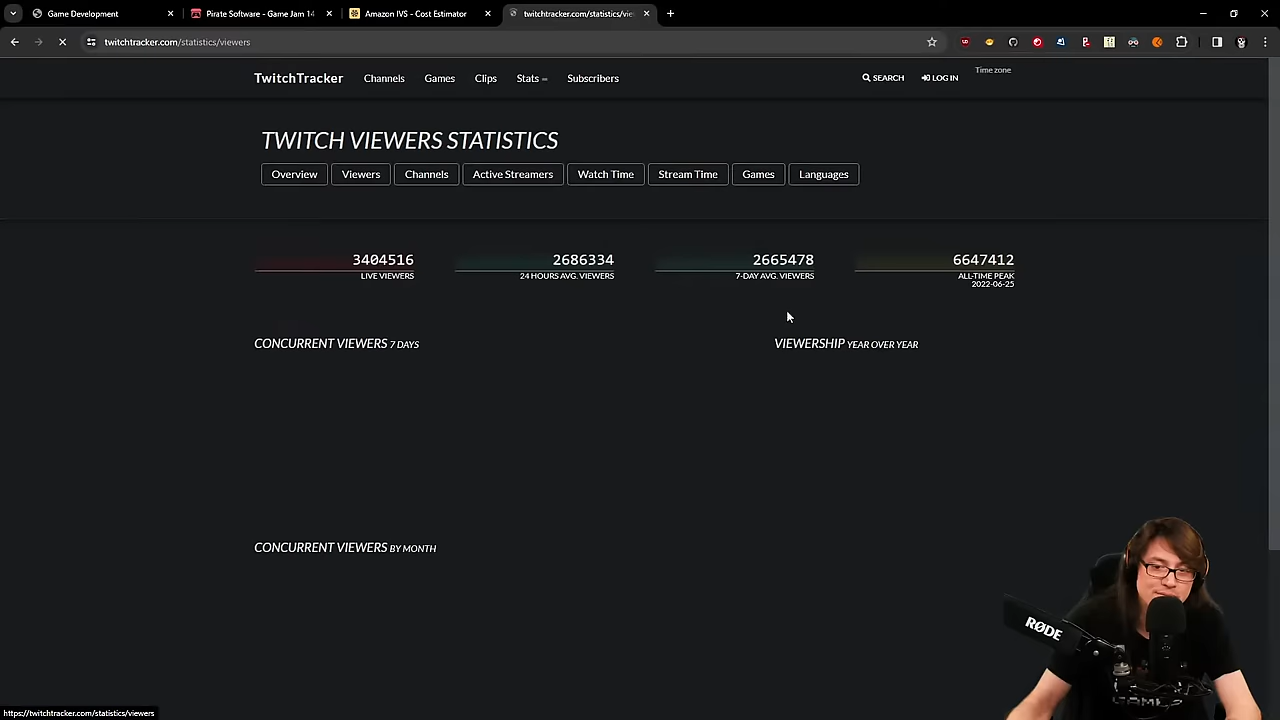 Game Development
Pirate Software - Game Jam 14
Amazon IVS - Cost Estimator
twitchtracker.com/statistics/vie
twitchtracker.com/statistics/viewers
TwitchTracker
Channels
Games
Clips
Stats
Subscribers
SEARCH
LOG IN
Time zone
TWITCH VIEWERS STATISTICS
Overview
Viewers
Channels
Active Streamers
Watch Time
Stream Time
Games
Languages
3404516
LIVE VIEWERS
2686334
24 HOURS AVG. VIEWERS
2665478
7-DAY AVG. VIEWERS
6647412
ALL-TIME PEAK
2022-06-25
CONCURRENT VIEWERS 7 DAYS
VIEWERSHIP YEAR OVER YEAR
CONCURRENT VIEWERS BY MONTH
RØDE
GAMES
https://twitchtracker.com/statistics/viewers